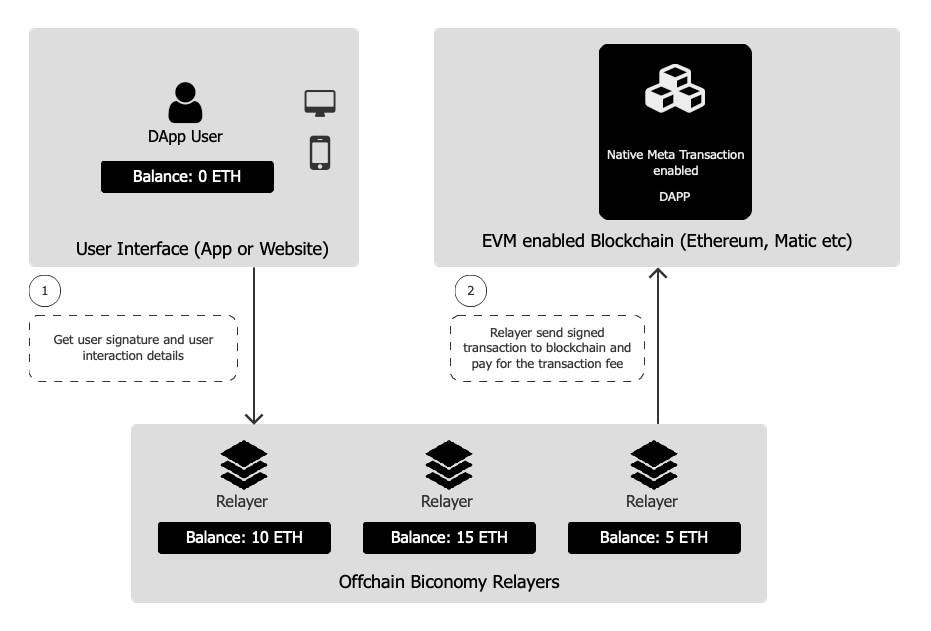 DApp User
Balance: 0 ETH
User Interface (App or Website)
Native Meta Transaction
enabled
DAPP
EVM enabled Blockchain (Ethereum, Matic etc)
1
Get user signature and user
interaction details
2
Relayer send signed
transaction to blockchain and
pay for the transaction fee
Relayer
Balance: 10 ETH
Relayer
Balance: 15 ETH
Relayer
Balance: 5 ETH
Offchain Biconomy Relayers